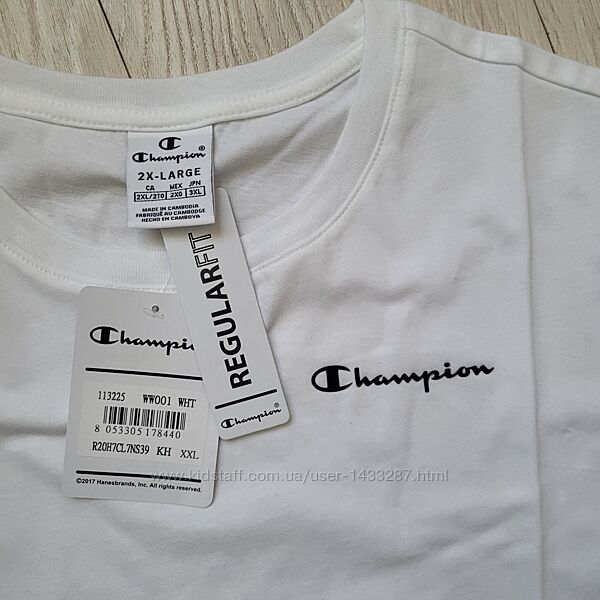 Champion®
2X-LARGE
CA MEX JPN
2XL/2TG 2XG 3XL
MADE IN CAMBODIA
FABRIQUÉ AU CAMBODGE
HECHO EN CAMBOYA
REGULARFIT
Champion
Champion
113225 WW001 WHT
8 053305 178440
R20H7CL7NS39 KH XXL
©2017 Hanesbrands, Inc. All rights reserved.
Champion
www.kidstaff.com.ua/user-1433287.html